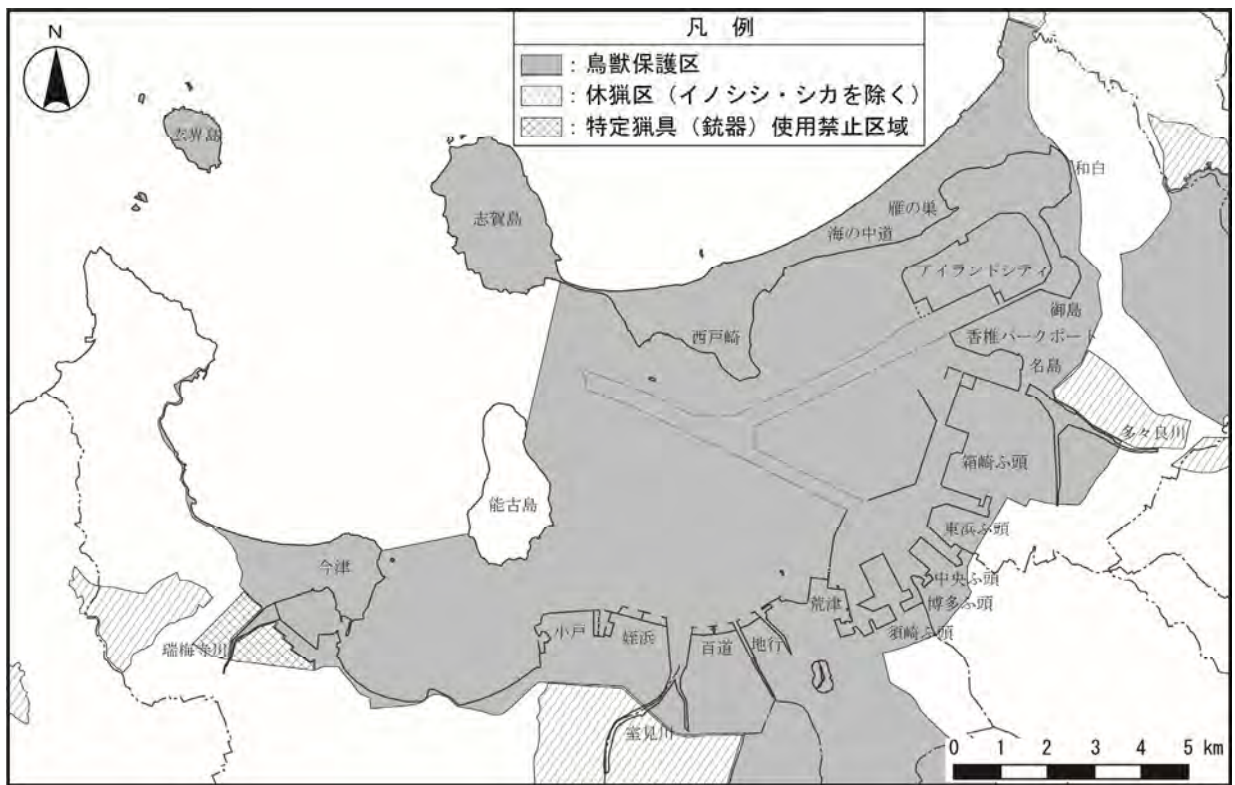 N
凡 例
：鳥獣保護区
：休猟区（イノシシ・シカを除く）
：特定猟具（銃器）使用禁止区域
玄界島
志賀島
和白
雁の巣
海の中道
アイランドシティ
御島
西戸崎
香椎パークポート
名島
多々良川
箱崎ふ頭
能古島
東浜ふ頭
今津
中央ふ頭
荒津
博多ふ頭
小戸
姪浜
百道
地行
須崎ふ頭
瑞梅寺川
室見川
0 1 2 3 4 5 km